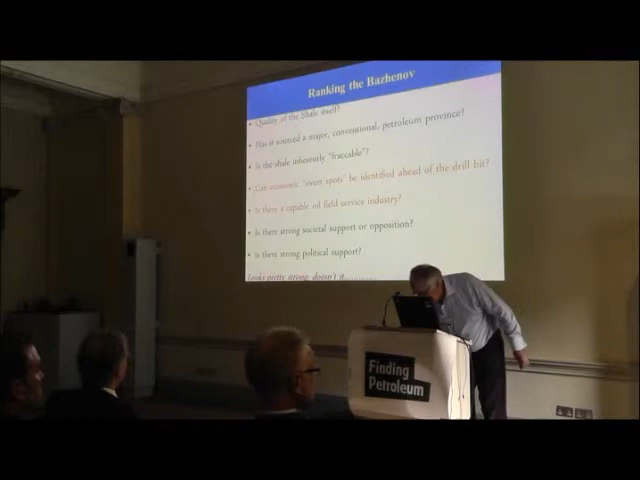 Ranking the Bazhenov
• Quality of the Shale itself?
• Has it sourced a major, conventional, petroleum province?
• Is the shale inherently "fraccable"?
• Can economic "sweet spots" be identified ahead of the drill bit?
• Is there a capable oil field service industry?
• Is there strong societal support or opposition?
• Is there strong political support?
Looks pretty strong, doesn't it..........
Finding
Petroleum